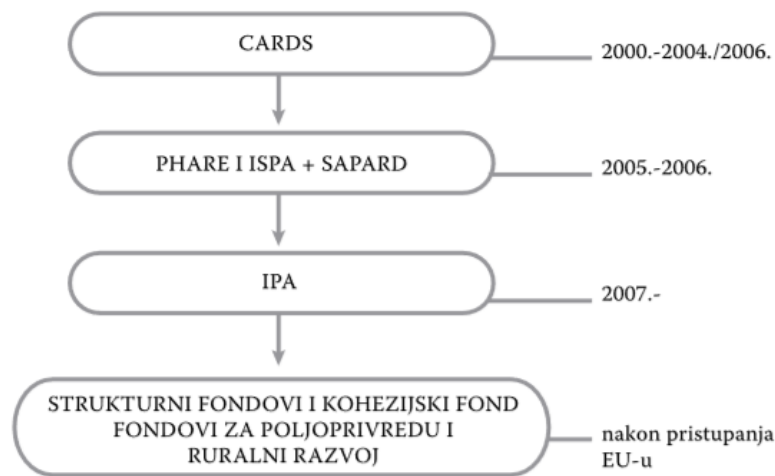 CARDS
2000.-2004./2006.
PHARE I ISPA + SAPARD
2005.-2006.
IPA
2007.-
STRUKTURNI FONDOVI I KOHEZIJSKI FOND
FONDOVI ZA POLJOPRIVREDU I
RURALNI RAZVOJ
nakon pristupanja
EU-u